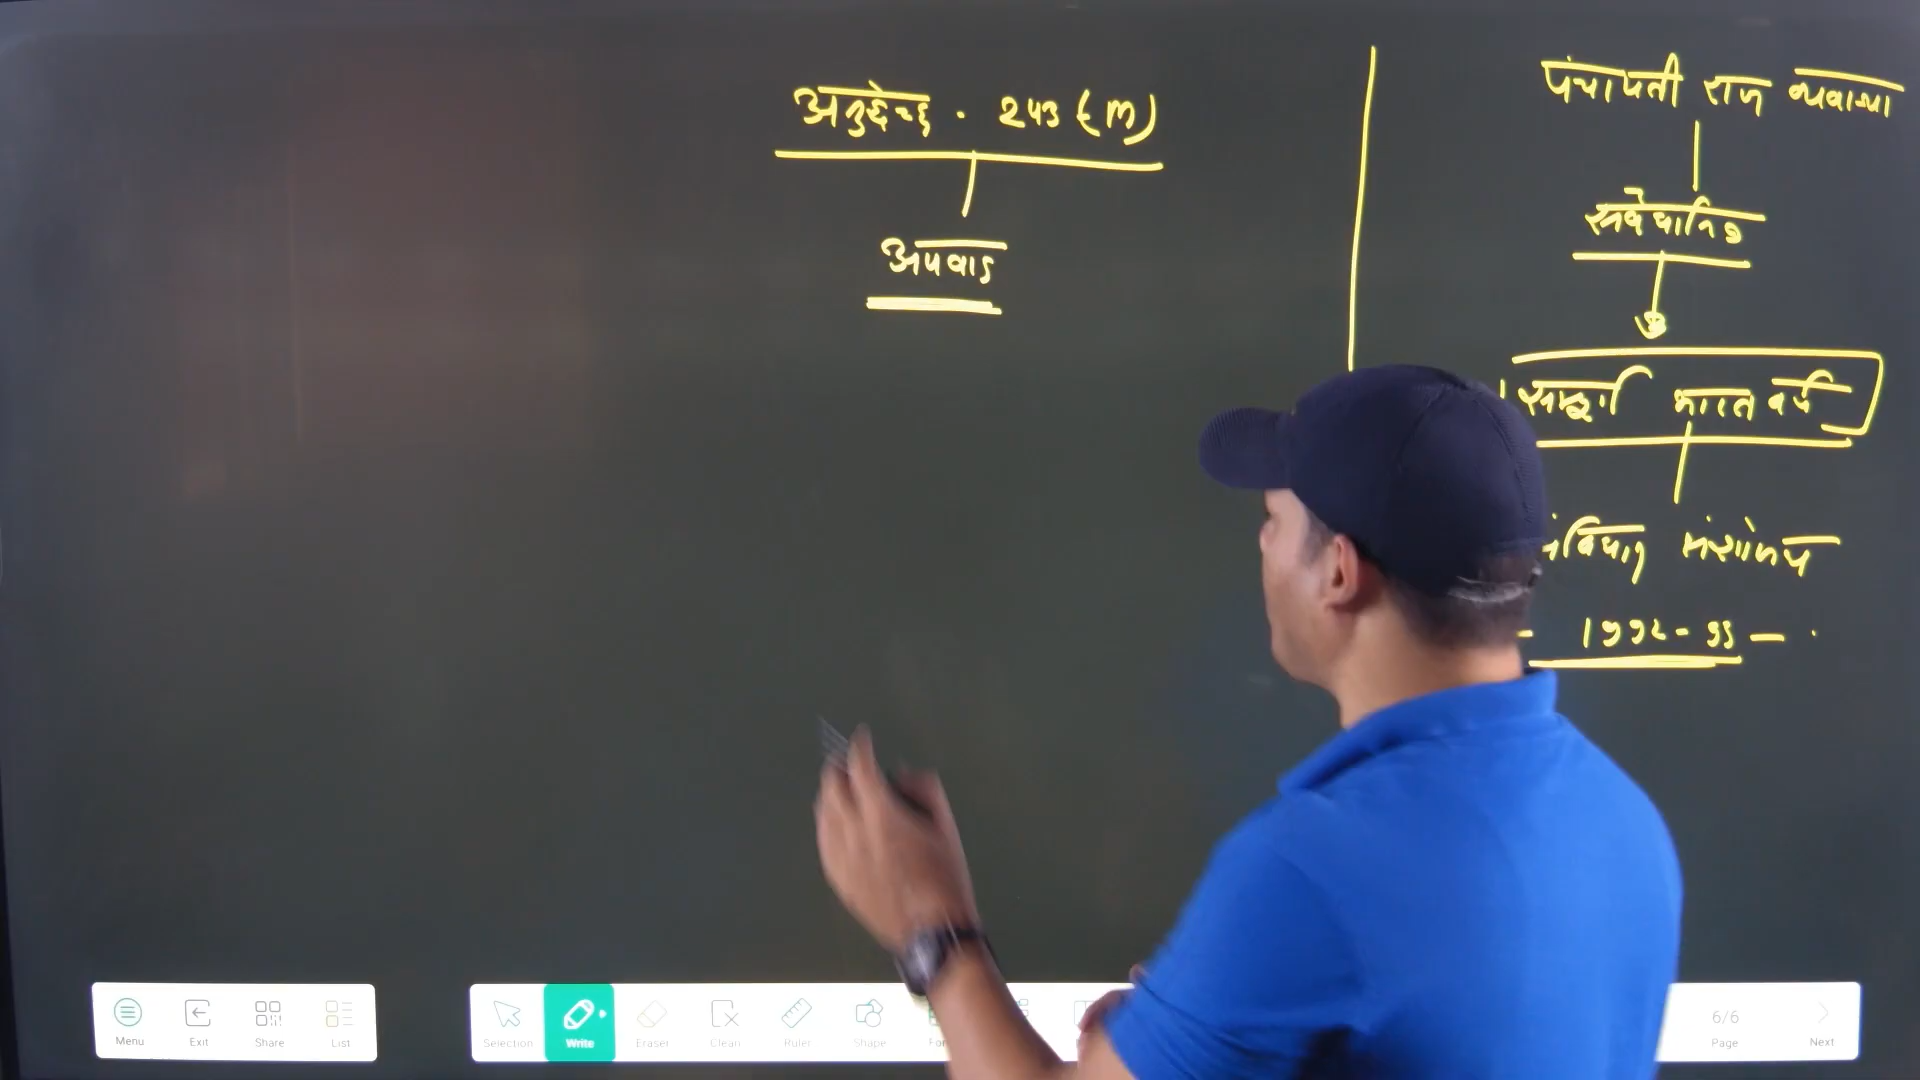 अनुच्छेद · 243 (m)
अपवाद
पंचायती राज व्यवस्था
संवैधानिक
सम्पूर्ण भारत वर्ष
संविधान संशोधन
1992-93 -
Menu
Exit
Share
List
Selection
Write
Eraser
Clean
Ruler
Shape
6/6
Page
Next